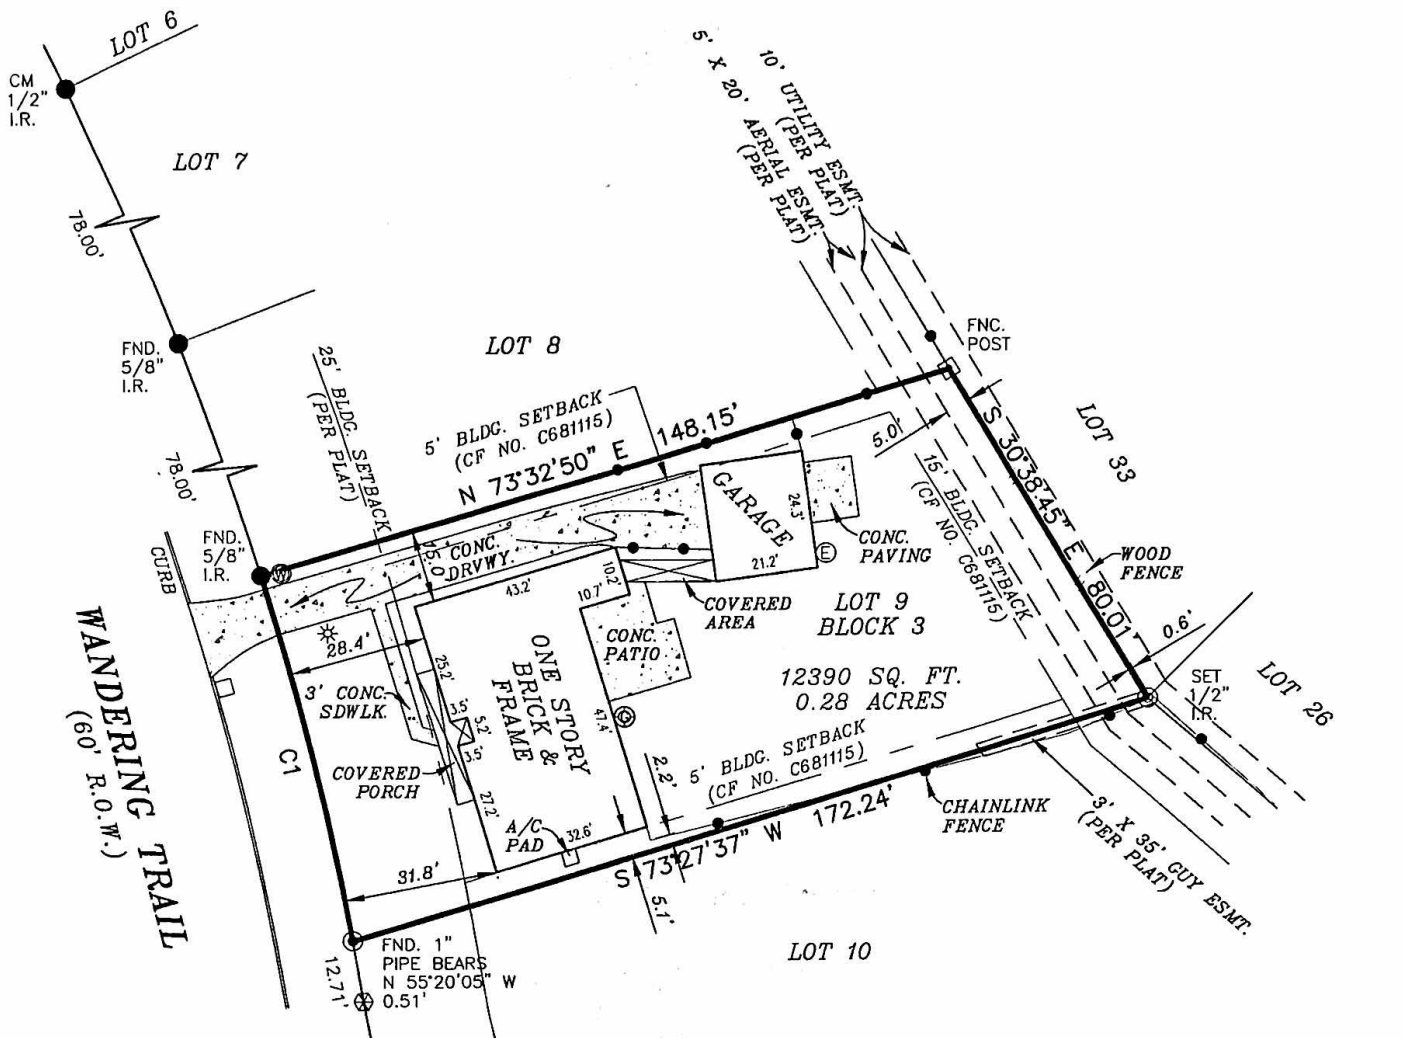 LOT 6
CM
1/2"
I.R.
LOT 7
78.00'
10' UTILITY ESMT.
(PER PLAT)
5' X 20' AERIAL ESMT.
(PER PLAT)
FNC.
POST
FND.
5/8"
I.R.
LOT 8
25' BLDG. SETBACK
(PER PLAT)
5' BLDG. SETBACK
(CF NO. C681115)
N 73°32'50" E 148.15'
5.0'
S 30°38'45" E 80.01'
LOT 33
78.00'
FND.
5/8"
I.R.
W
CURB
15.0
CONC.
DRVWY.
GARAGE
24.3'
21.2'
E
CONC.
PAVING
15' BLDG. SETBACK
(CF NO. C681115)
WOOD
FENCE
43.2'
10.2'
10.7'
COVERED
AREA
LOT 9
BLOCK 3
12390 SQ. FT.
0.28 ACRES
CONC.
PATIO
0.6'
SET
1/2"
I.R.
LOT 26
WANDERING TRAIL
(60' R.O.W.)
28.4'
3' CONC.
SDWLK.
25.2'
3.5'
5.2'
3.5'
27.2'
ONE STORY
BRICK &
FRAME
47.4'
G
C1
COVERED
PORCH
A/C
PAD
32.6'
2.2'
5' BLDG. SETBACK
(CF NO. C681115)
S 73°27'37" W 172.24'
CHAINLINK
FENCE
3' X 35' GUY ESMT.
(PER PLAT)
31.8'
5.1'
LOT 10
FND. 1"
PIPE BEARS
N 55°20'05" W
0.51'
12.71'